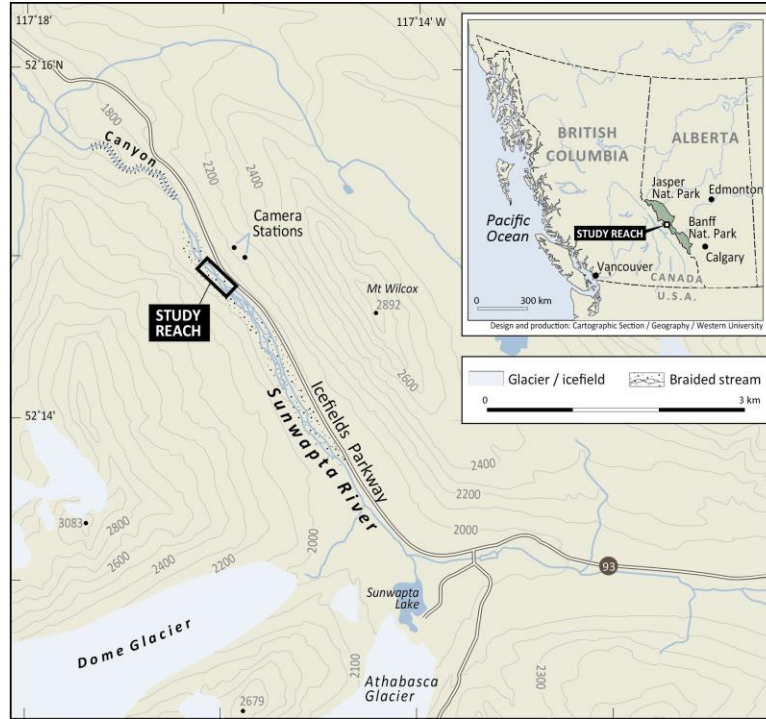 117°18'
117°14' W
52°16'N
1800
Canyon
2200
2400
Camera
Stations
STUDY
REACH
Mt Wilcox
2892
2600
Icefields Parkway
Sunwapta River
52°14'
3083
2800
2600
2400
2200
2000
2400
2200
2000
93
Sunwapta
Lake
Dome Glacier
2100
Athabasca
Glacier
2300
2679
BRITISH
COLUMBIA
ALBERTA
Jasper
Nat. Park
Edmonton
Banff
Nat. Park
Calgary
Pacific
Ocean
STUDY REACH
Vancouver
CANADA
U.S.A.
0 300 km
Design and production: Cartographic Section / Geography / Western University
Glacier / icefield
Braided stream
0 3 km